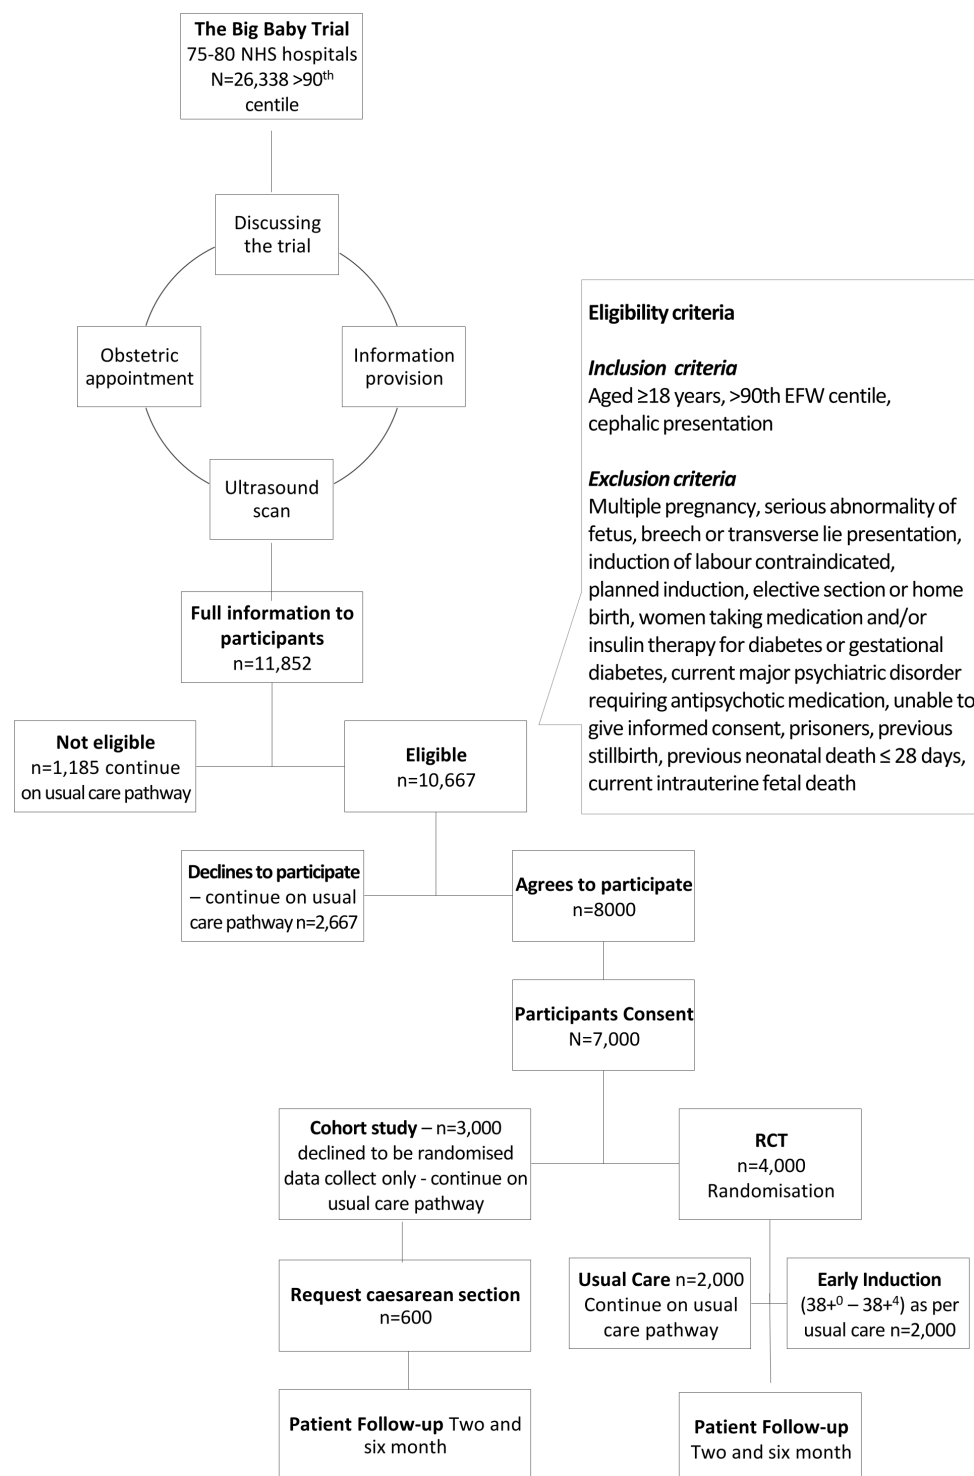 The Big Baby Trial
75-80 NHS hospitals
N=26,338 >90th
centile
Discussing
the trial
Obstetric
appointment
Information
provision
Ultrasound
scan
Eligibility criteria
Inclusion criteria
Aged ≥18 years, >90th EFW centile,
cephalic presentation
Exclusion criteria
Multiple pregnancy, serious abnormality of
fetus, breech or transverse lie presentation,
induction of labour contraindicated,
planned induction, elective section or home
birth, women taking medication and/or
insulin therapy for diabetes or gestational
diabetes, current major psychiatric disorder
requiring antipsychotic medication, unable to
give informed consent, prisoners, previous
stillbirth, previous neonatal death ≤ 28 days,
current intrauterine fetal death
Full information to
participants
n=11,852
Not eligible
n=1,185 continue
on usual care pathway
Eligible
n=10,667
Declines to participate
– continue on usual
care pathway n=2,667
Agrees to participate
n=8000
Participants Consent
N=7,000
Cohort study – n=3,000
declined to be randomised
data collect only - continue on
usual care pathway
RCT
n=4,000
Randomisation
Request caesarean section
n=600
Usual Care n=2,000
Continue on usual
care pathway
Early Induction
(38+0 – 38+4) as per
usual care n=2,000
Patient Follow-up Two and
six month
Patient Follow-up
Two and six month